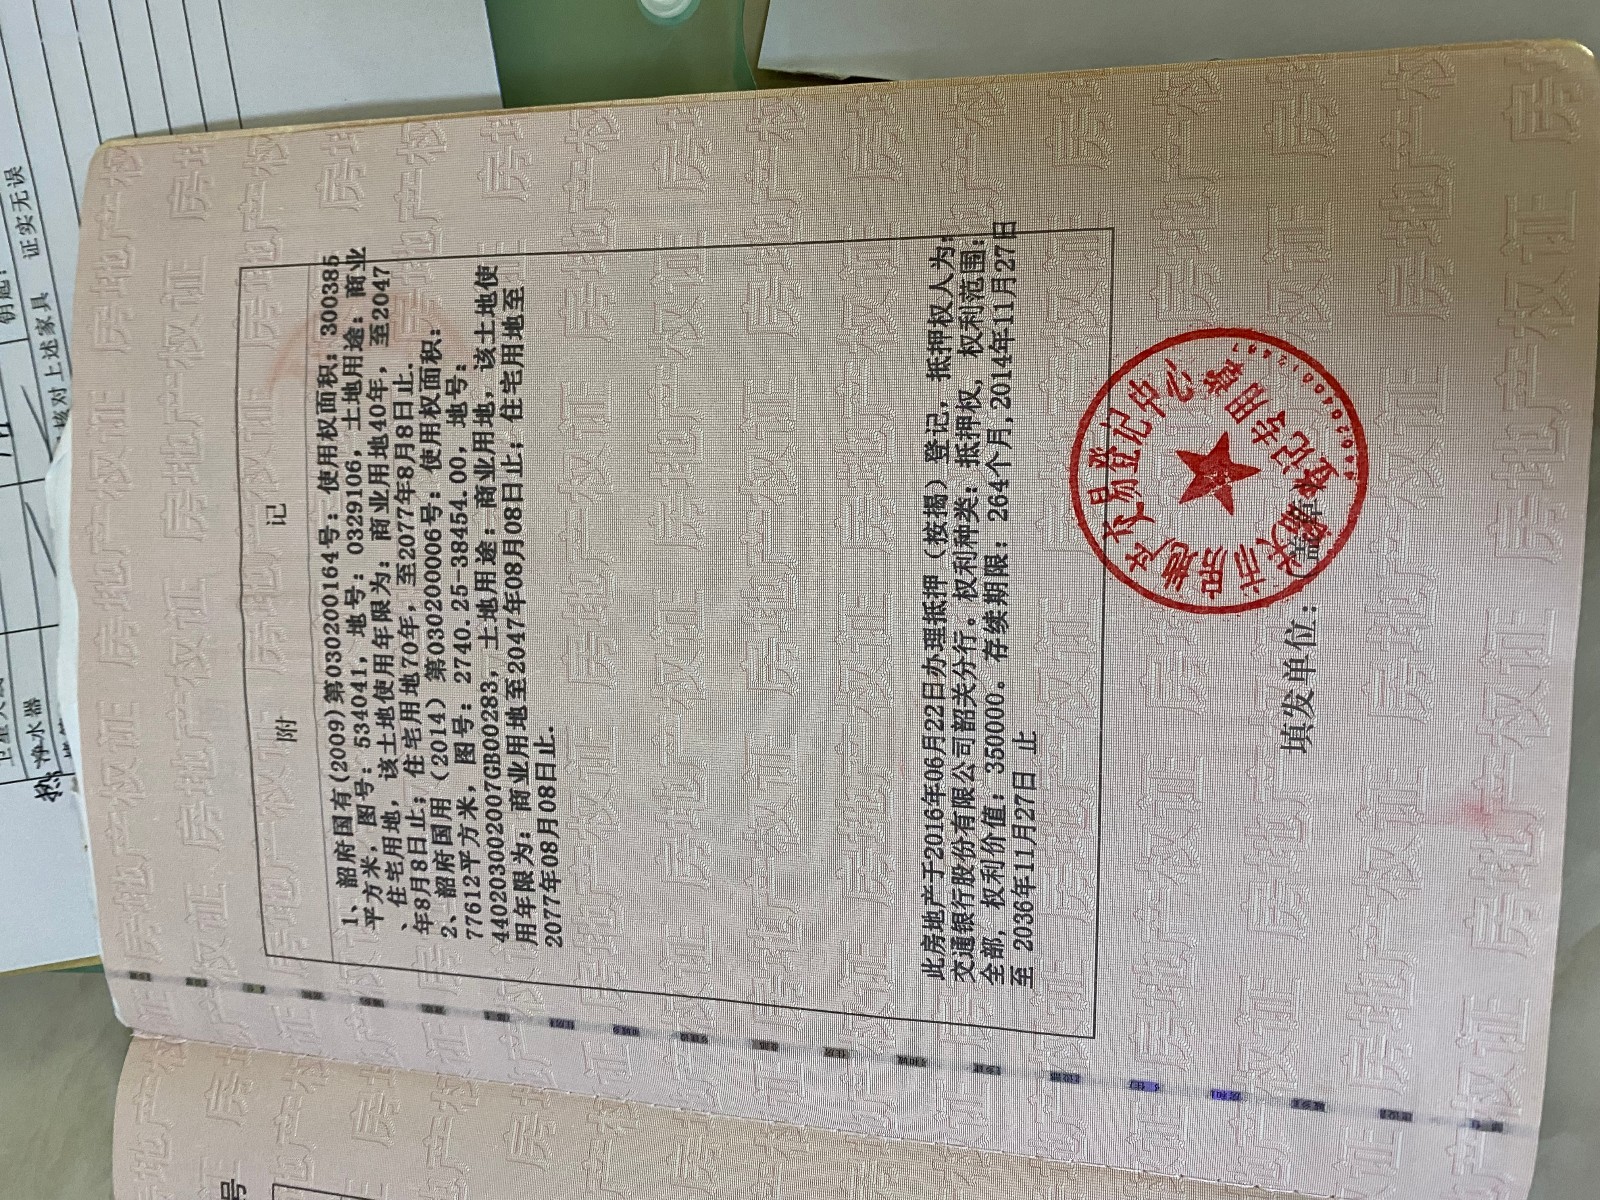 附 记
1、韶府国有(2009)第030200164号：使用权面积：300385
平方米，图号：534041，地号：0329106，土地用途：商业
、住宅用地，该土地使用年限为：商业用地40年，至2047
年8月8日止；住宅用地70年，至2077年8月8日止.
2、韶府国用（2014）第030200006号：使用权面积：
77612平方米，图号：2740.25-38454.00，地号：
440203002007GB00283，土地用途：商业用地，该土地使
用年限为：商业用地至2047年08月08日止；住宅用地至
2077年08月08日止.
此房地产于2016年06月22日办理抵押（按揭）登记，抵押权人为：
交通银行股份有限公司韶关分行。权利种类：抵押权，权利范围：
全部，权利价值：350000。存续期限：264个月,2014年11月27日
至 2036年11月27日 止
填发单位：（盖章）
登记专用章
净水器
核对上述家具 证实无误
钥匙：
号
房地产权证